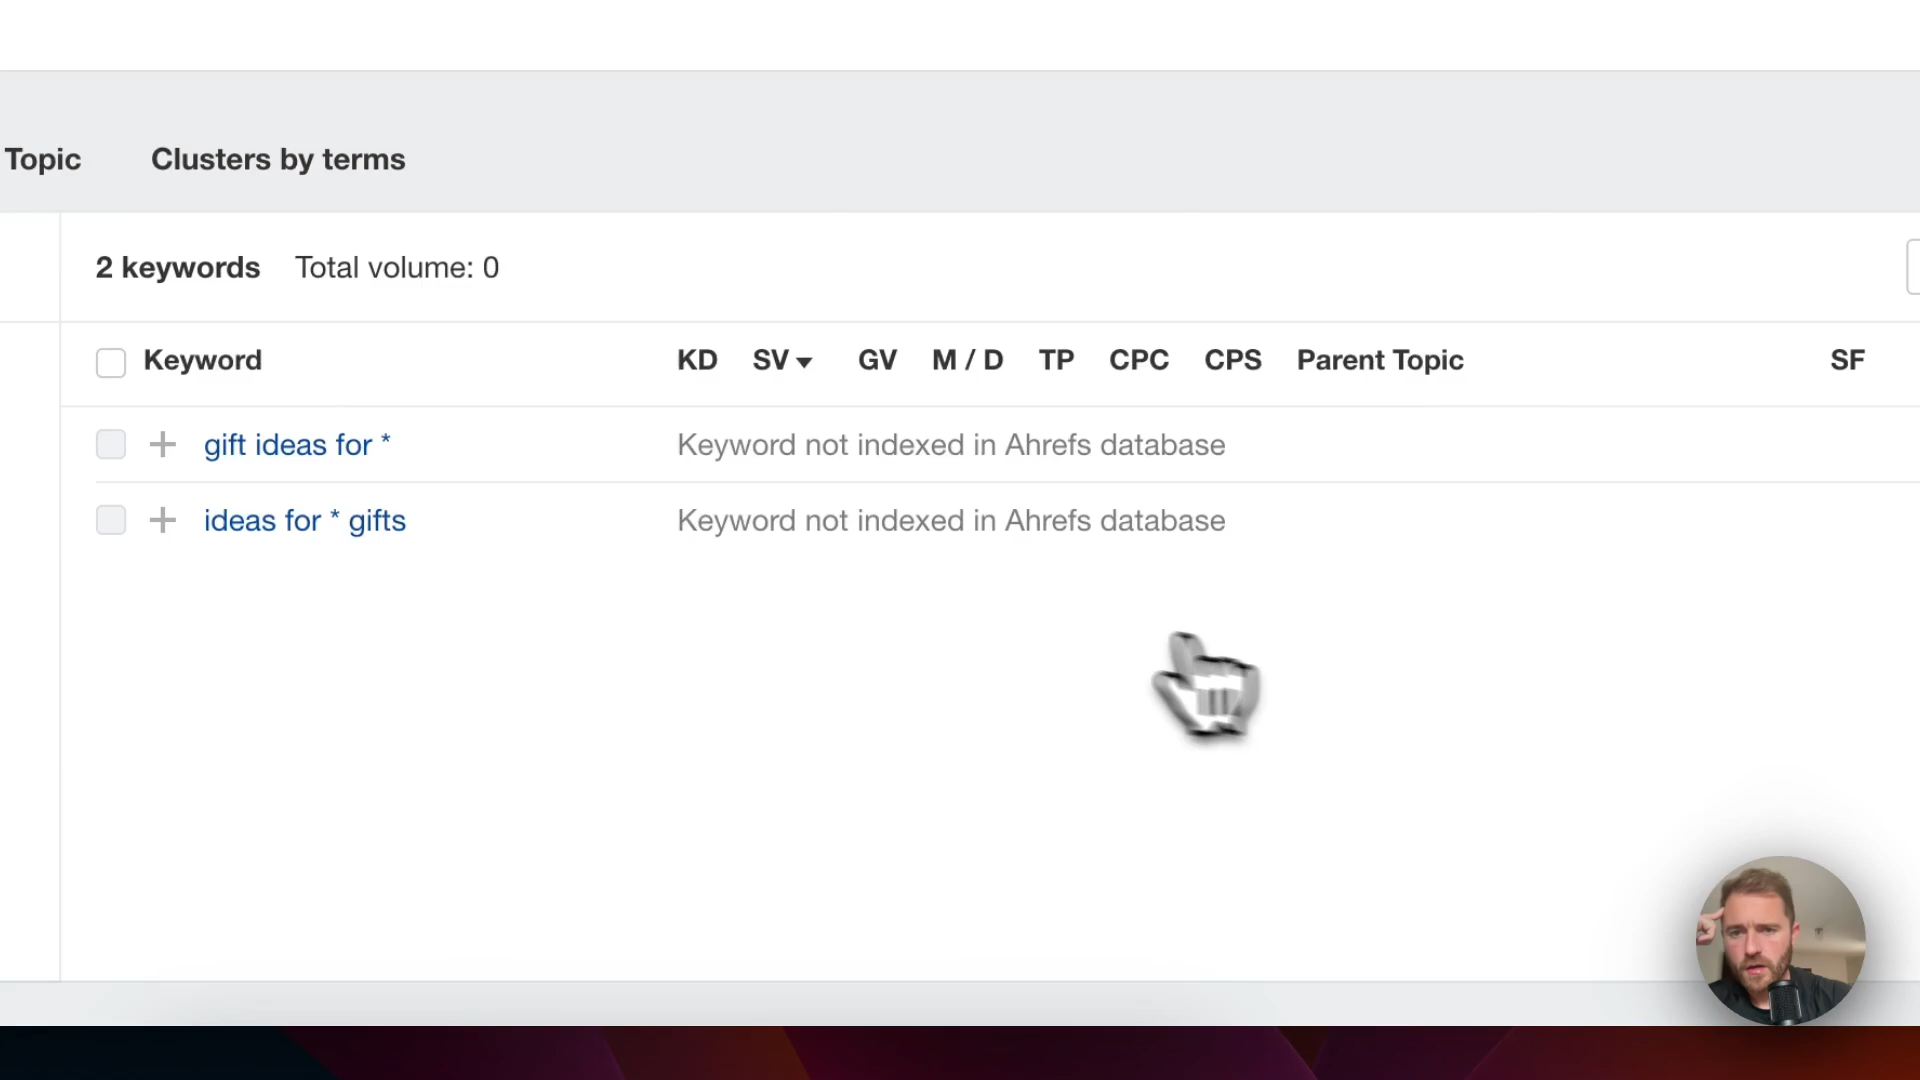 Topic Clusters by terms
2 keywords Total volume: 0
Keyword KD SV GV M / D TP CPC CPS Parent Topic SF
gift ideas for * Keyword not indexed in Ahrefs database
ideas for * gifts Keyword not indexed in Ahrefs database